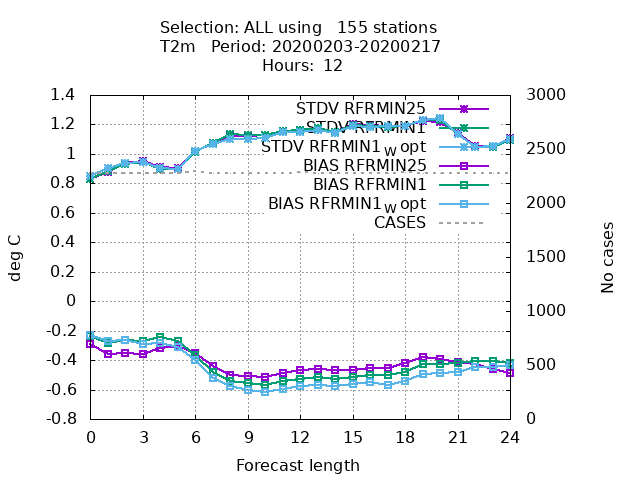 Selection: ALL using   155 stations
T2m   Period: 20200203-20200217
Hours:  12
1.4
1.2
1
0.8
0.6
0.4
0.2
0
-0.2
-0.4
-0.6
-0.8
deg C
3000
2500
2000
1500
1000
500
0
No cases
STDV RFRMIN25
STDV RFRMIN1
STDV RFRMIN1w opt
BIAS RFRMIN25
BIAS RFRMIN1
BIAS RFRMIN1w opt
CASES
0 3 6 9 12 15 18 21 24
Forecast length